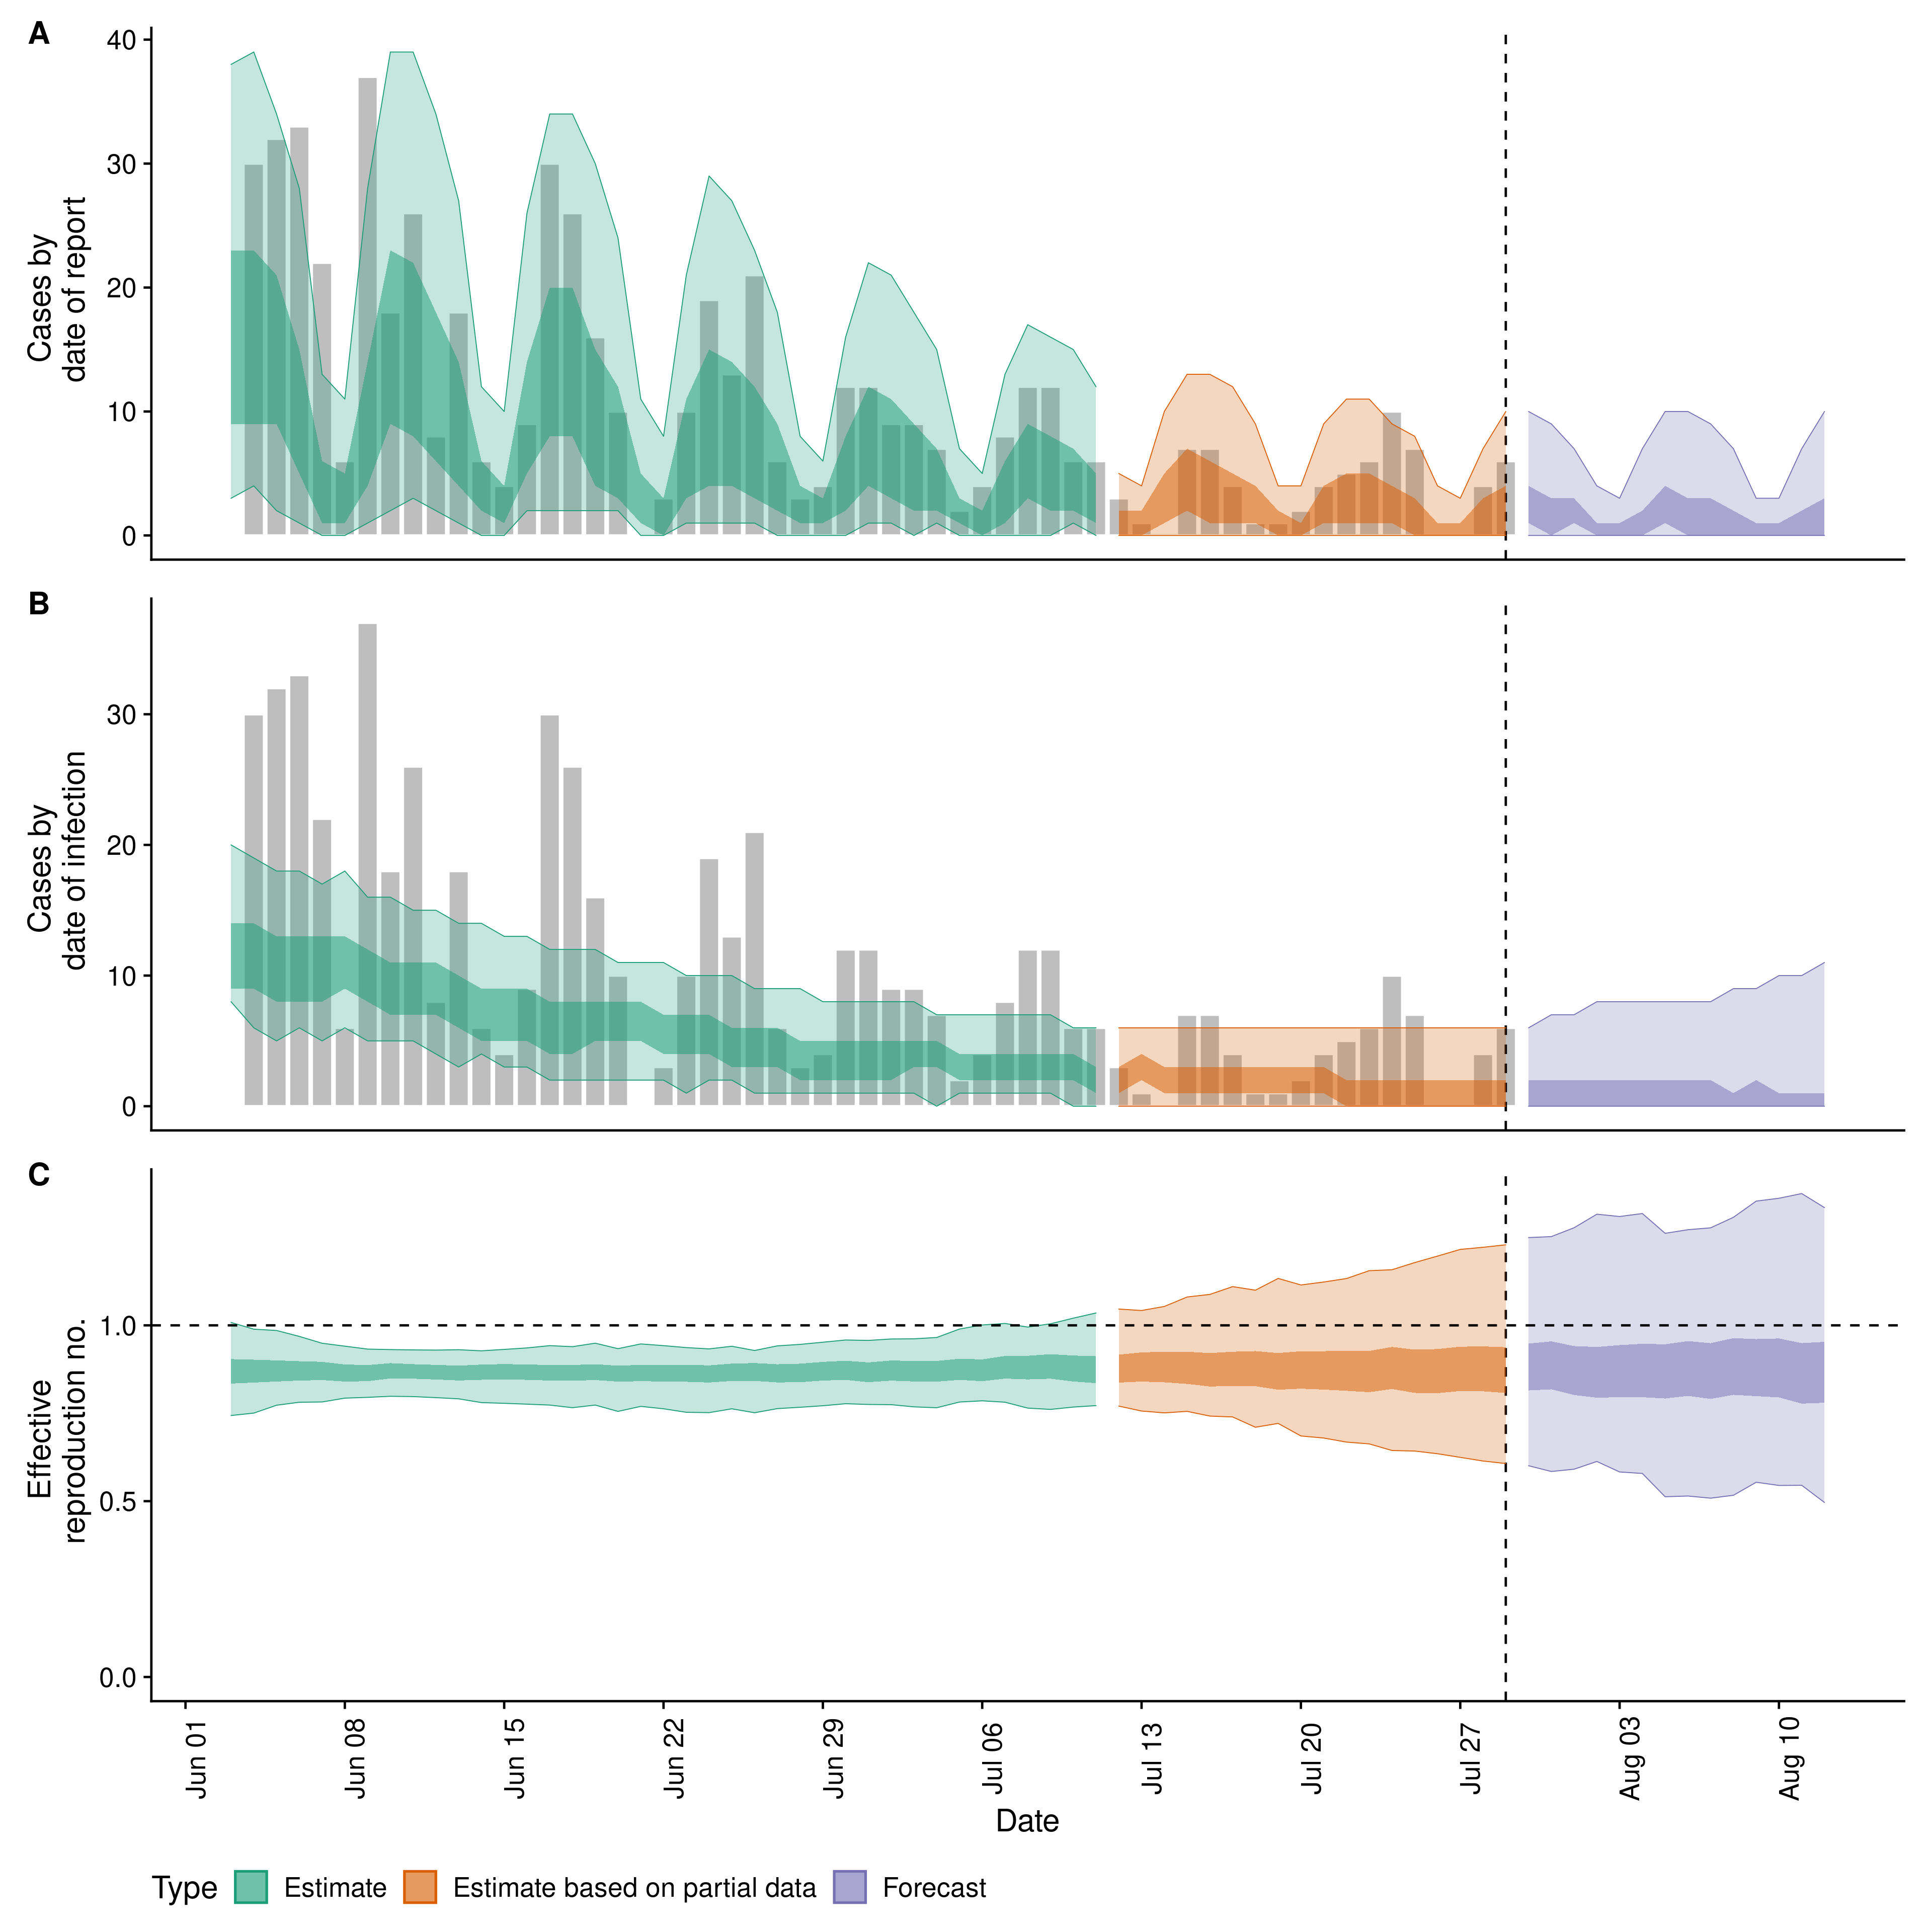 A
40
30
20
10
0
Cases by
date of report
B
30
20
10
0
Cases by
date of infection
C
1.0
0.5
0.0
Effective
reproduction no.
Jun 01
Jun 08
Jun 15
Jun 22
Jun 29
Jul 06
Jul 13
Jul 20
Jul 27
Aug 03
Aug 10
Date
Type Estimate Estimate based on partial data Forecast